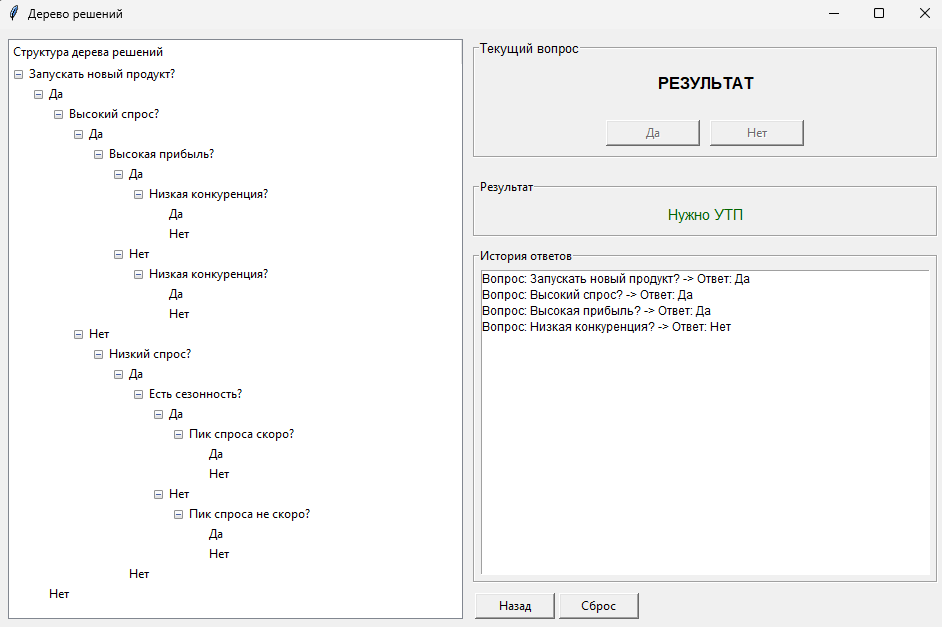 Дерево решений
Структура дерева решений
Запускать новый продукт?
Да
Высокий спрос?
Да
Высокая прибыль?
Да
Низкая конкуренция?
Да
Нет
Нет
Низкая конкуренция?
Да
Нет
Нет
Низкий спрос?
Да
Есть сезонность?
Да
Пик спроса скоро?
Да
Нет
Нет
Пик спроса не скоро?
Да
Нет
Нет
Нет
Текущий вопрос
РЕЗУЛЬТАТ
Да Нет
Результат
Нужно УТП
История ответов
Вопрос: Запускать новый продукт? -> Ответ: Да
Вопрос: Высокий спрос? -> Ответ: Да
Вопрос: Высокая прибыль? -> Ответ: Да
Вопрос: Низкая конкуренция? -> Ответ: Нет
Назад Сброс